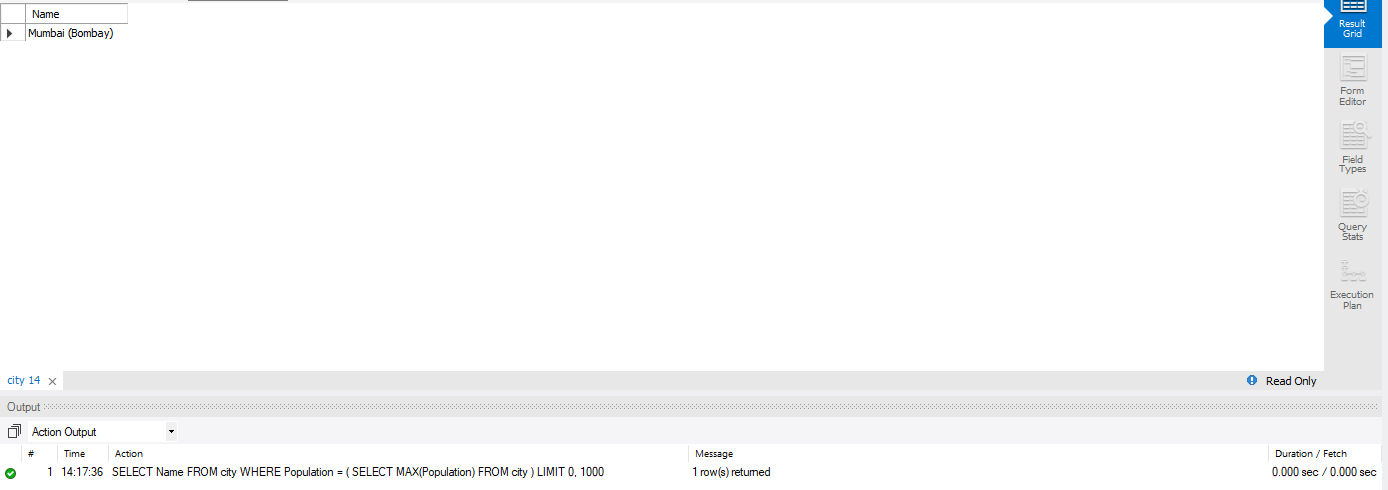 Name
Mumbai (Bombay)
Result
Grid
Form
Editor
Field
Types
Query
Stats
Execution
Plan
city 14
Read Only
Output
Action Output
# Time Action Message Duration / Fetch
1 14:17:36 SELECT Name FROM city WHERE Population = ( SELECT MAX(Population) FROM city ) LIMIT 0, 1000 1 row(s) returned 0.000 sec / 0.000 sec